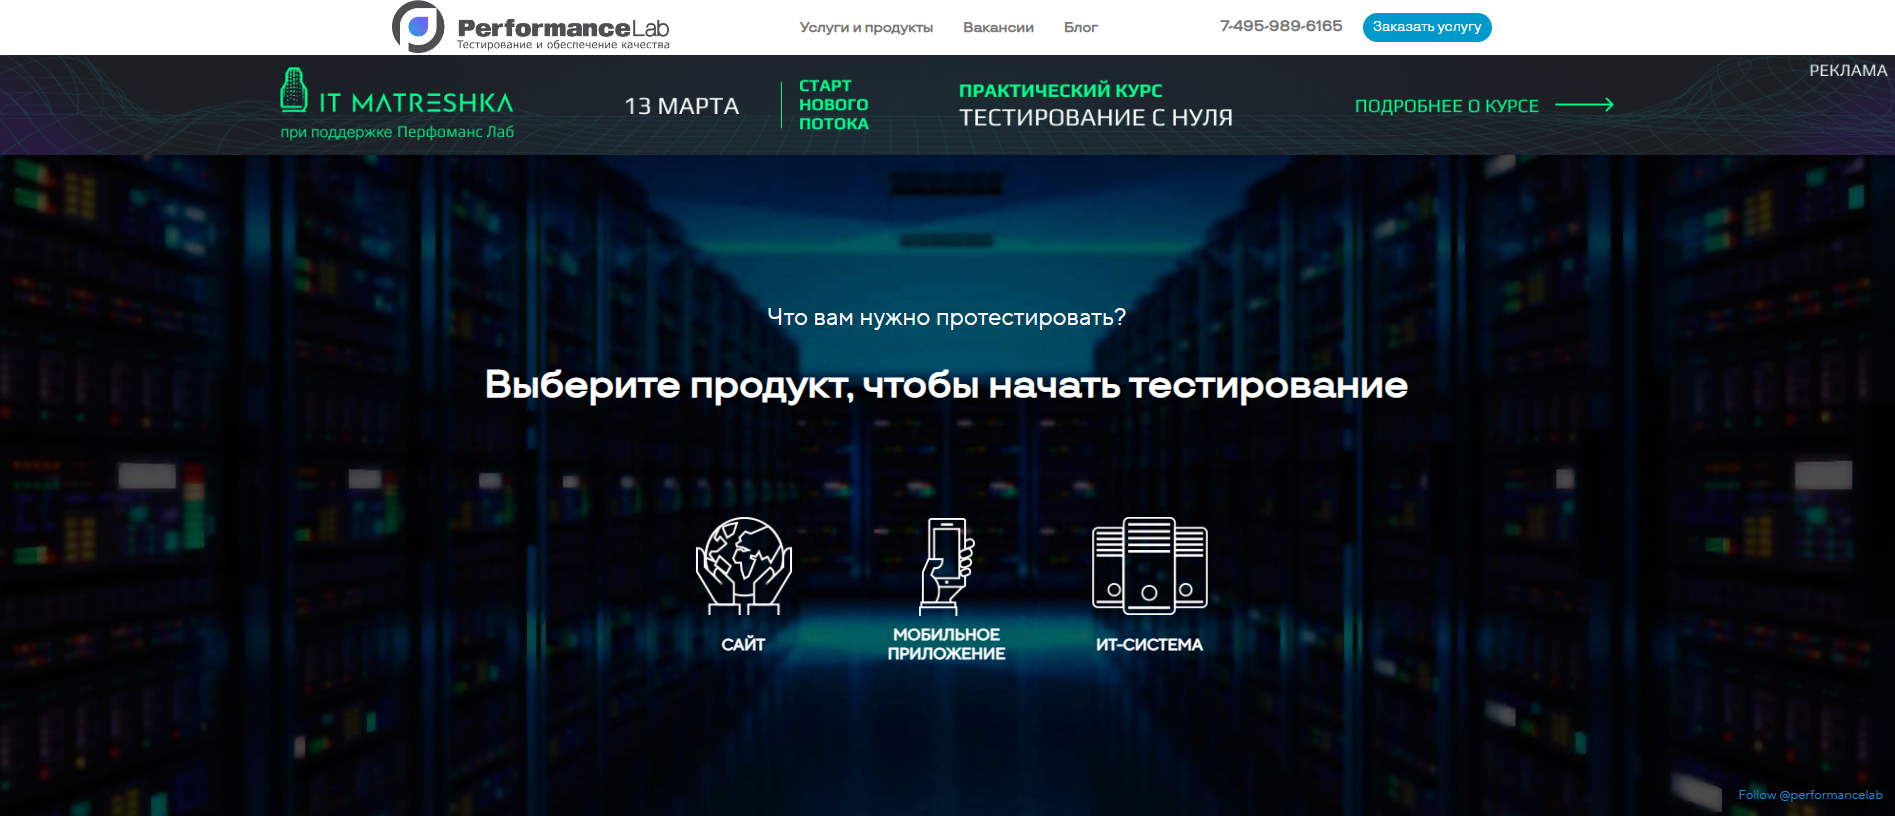 PerformanceLab
Тестирование и обеспечение качества
Услуги и продукты
Вакансии
Блог
7-495-989-6165
Заказать услугу
РЕКЛАМА
IT MATRESHKA
при поддержке Перфоманс Лаб
13 МАРТА
СТАРТ
НОВОГО
ПОТОКА
ПРАКТИЧЕСКИЙ КУРС
ТЕСТИРОВАНИЕ С НУЛЯ
ПОДРОБНЕЕ О КУРСЕ
Что вам нужно протестировать?
Выберите продукт, чтобы начать тестирование
САЙТ
МОБИЛЬНОЕ
ПРИЛОЖЕНИЕ
ИТ-СИСТЕМА
Follow @performancelab